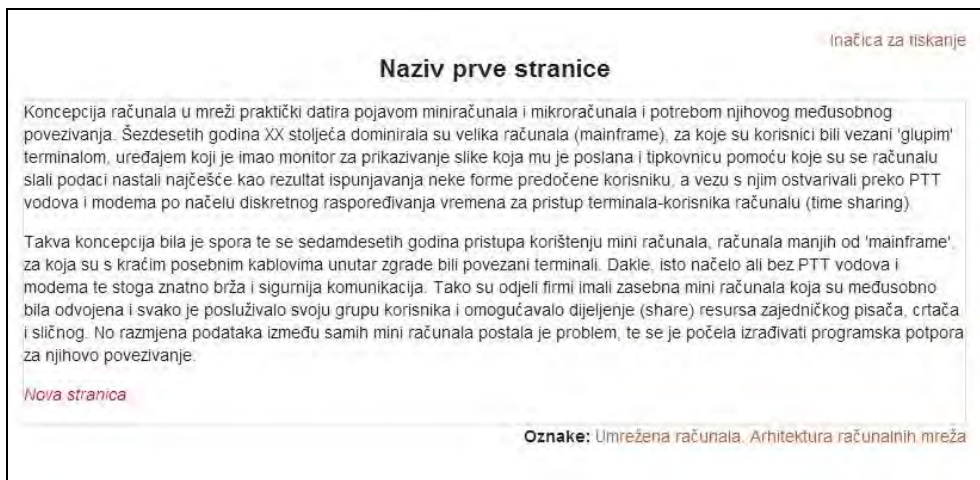 Inačica za tiskanje
Naziv prve stranice
Koncepcija računala u mreži praktički datira pojavom miniračunala i mikroračunala i potrebom njihovog međusobnog
povezivanja. Šezdesetih godina XX stoljeća dominirala su velika računala (mainframe), za koje su korisnici bili vezani 'glupim'
terminalom, uređajem koji je imao monitor za prikazivanje slike koja mu je poslana i tipkovnicu pomoću koje su se računalu
slali podaci nastali najčešće kao rezultat ispunjavanja neke forme predočene korisniku, a vezu s njim ostvarivali preko PTT
vodova i modema po načelu diskretnog raspoređivanja vremena za pristup terminala-korisnika računalu (time sharing).
Takva koncepcija bila je spora te se sedamdesetih godina pristupa korištenju mini računala, računala manjih od 'mainframe',
za koja su s kraćim posebnim kablovima unutar zgrade bili povezani terminali. Dakle, isto načelo ali bez PTT vodova i
modema te stoga znatno brža i sigurnija komunikacija. Tako su odjeli firmi imali zasebna mini računala koja su međusobno
bila odvojena i svako je posluživalo svoju grupu korisnika i omogućavalo dijeljenje (share) resursa zajedničkog pisača, crtača
i sličnog. No razmjena podataka između samih mini računala postala je problem, te se je počela izrađivati programska potpora
za njihovo povezivanje.
Nova stranica
Oznake: Umrežena računala, Arhitektura računalnih mreža